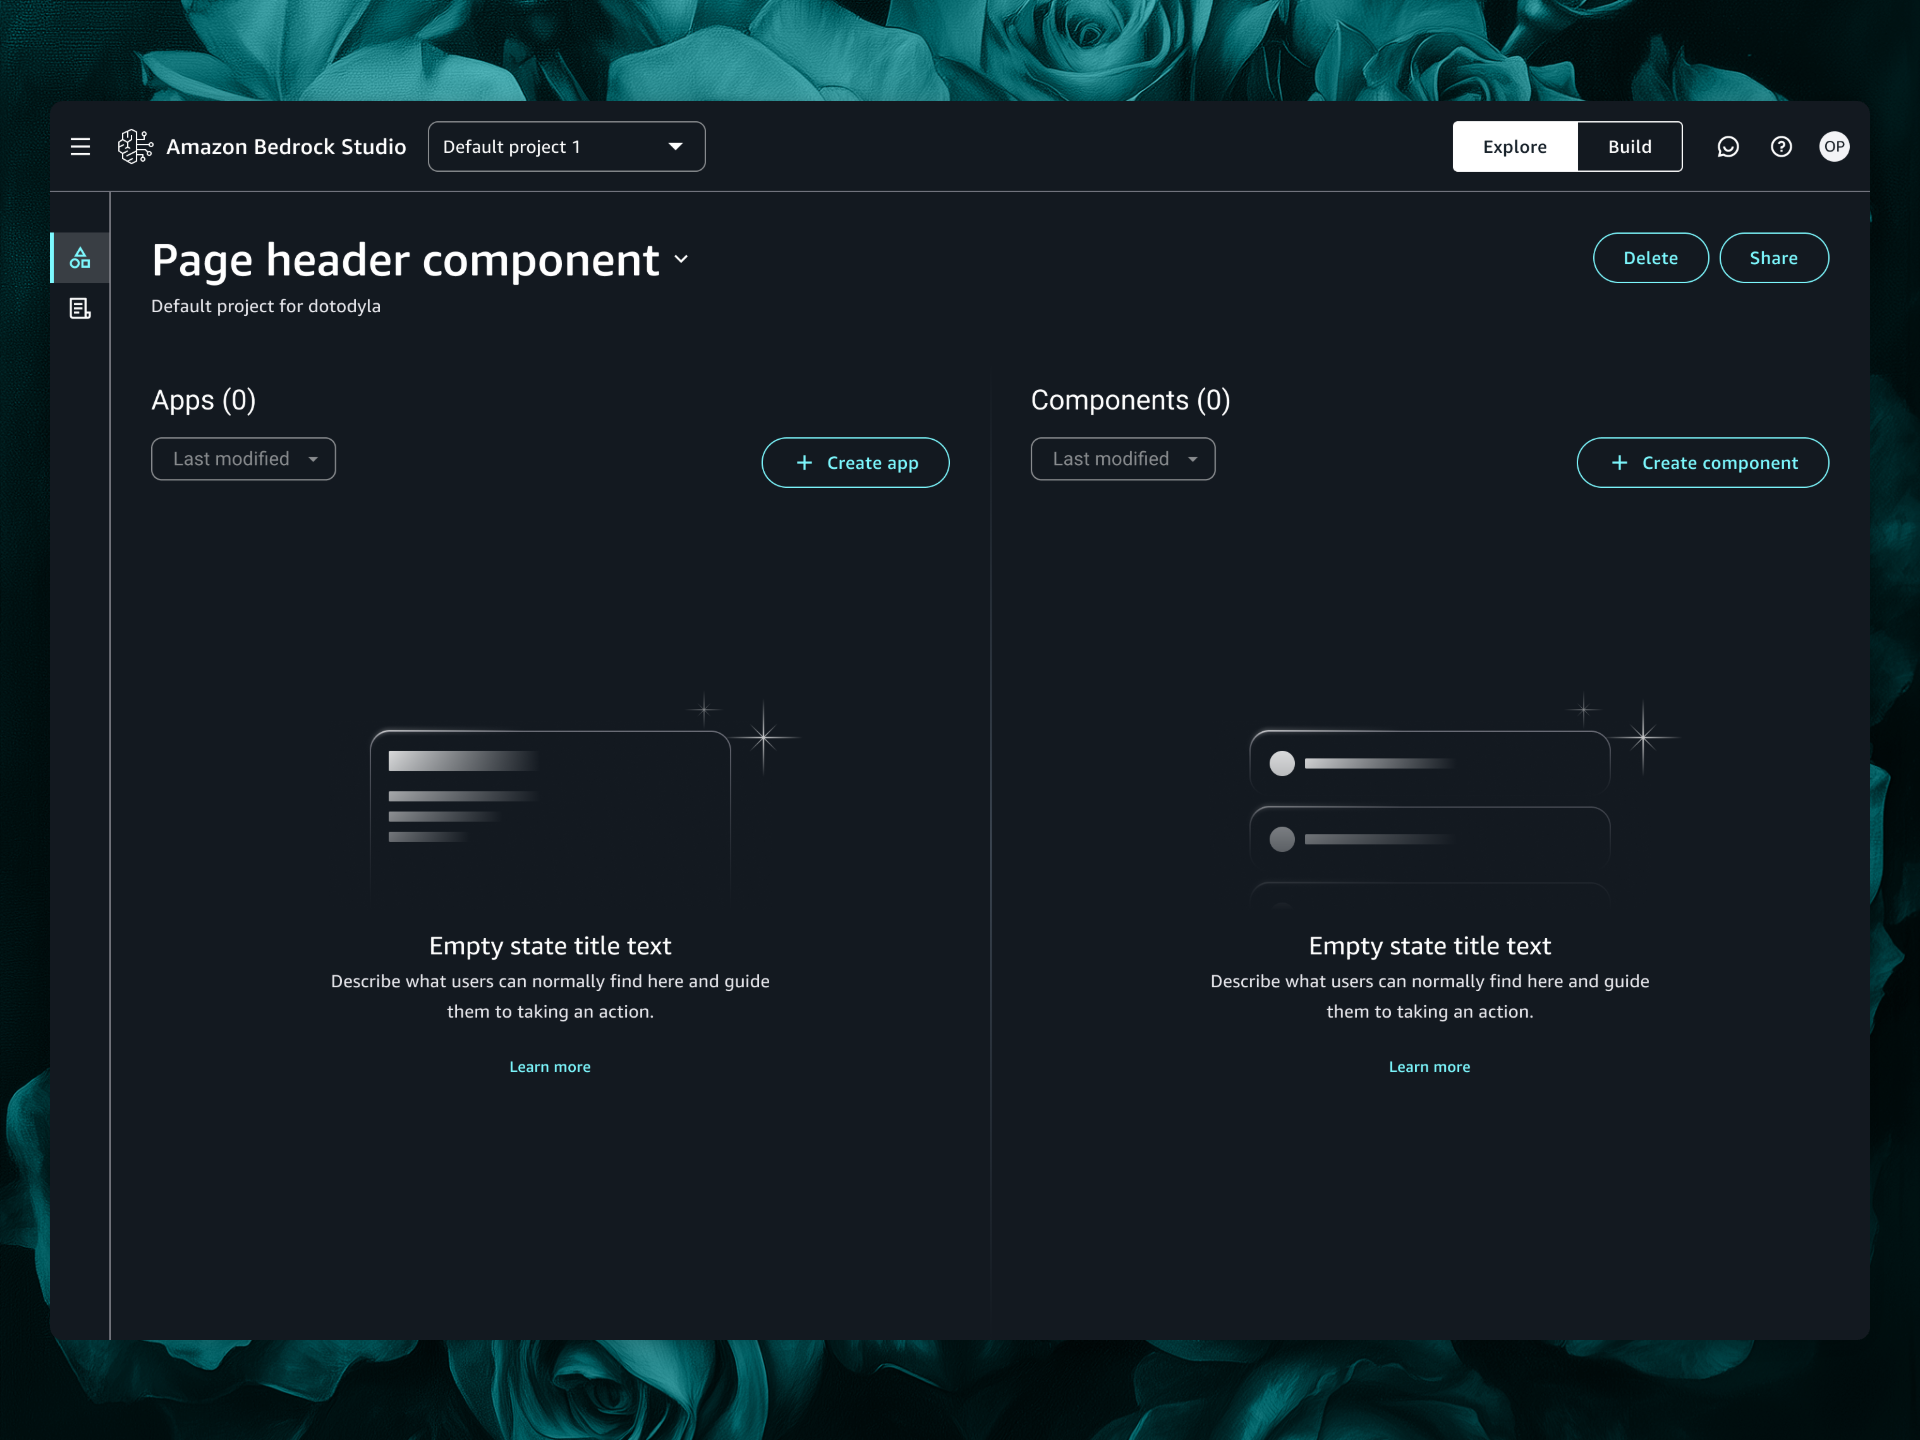 Amazon Bedrock Studio
Default project 1
Explore
Build
OP
Page header component
Delete
Share
Default project for dotodyla
Apps (0)
Last modified
Create app
Components (0)
Last modified
Create component
Empty state title text
Describe what users can normally find here and guide
them to taking an action.
Learn more
Empty state title text
Describe what users can normally find here and guide
them to taking an action.
Learn more